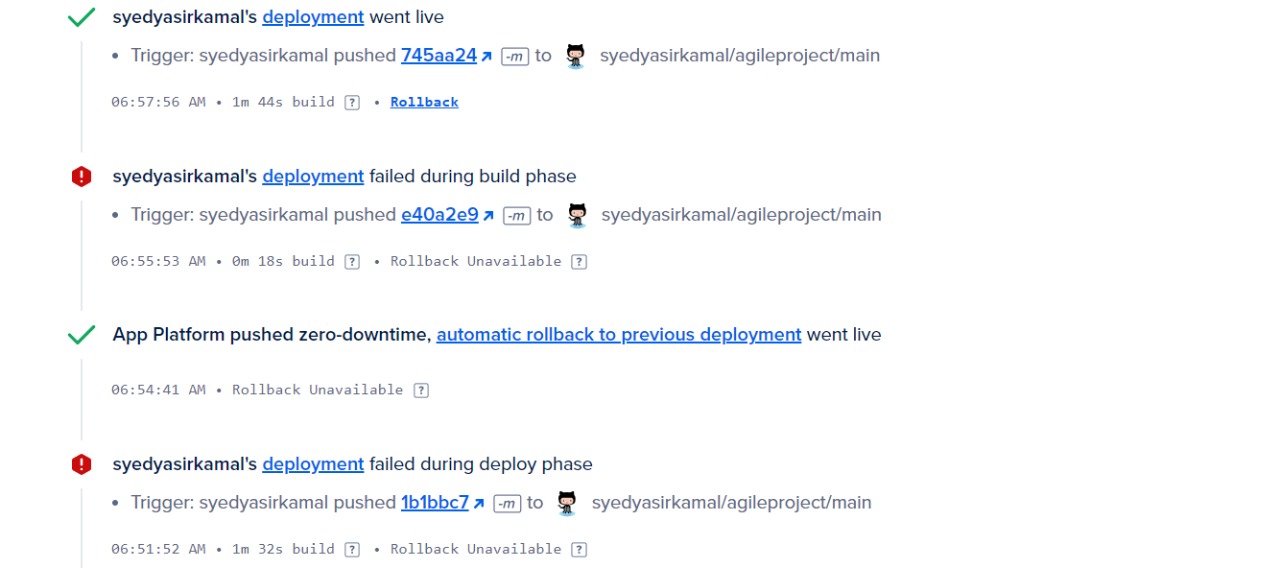 syedyasirkamal's deployment went live
• Trigger: syedyasirkamal pushed 745aa24 -m to syedyasirkamal/agileproject/main
06:57:56 AM • 1m 44s build ? • Rollback
syedyasirkamal's deployment failed during build phase
• Trigger: syedyasirkamal pushed e40a2e9 -m to syedyasirkamal/agileproject/main
06:55:53 AM • 0m 18s build ? • Rollback Unavailable ?
App Platform pushed zero-downtime, automatic rollback to previous deployment went live
06:54:41 AM • Rollback Unavailable ?
syedyasirkamal's deployment failed during deploy phase
• Trigger: syedyasirkamal pushed 1b1bbc7 -m to syedyasirkamal/agileproject/main
06:51:52 AM • 1m 32s build ? • Rollback Unavailable ?